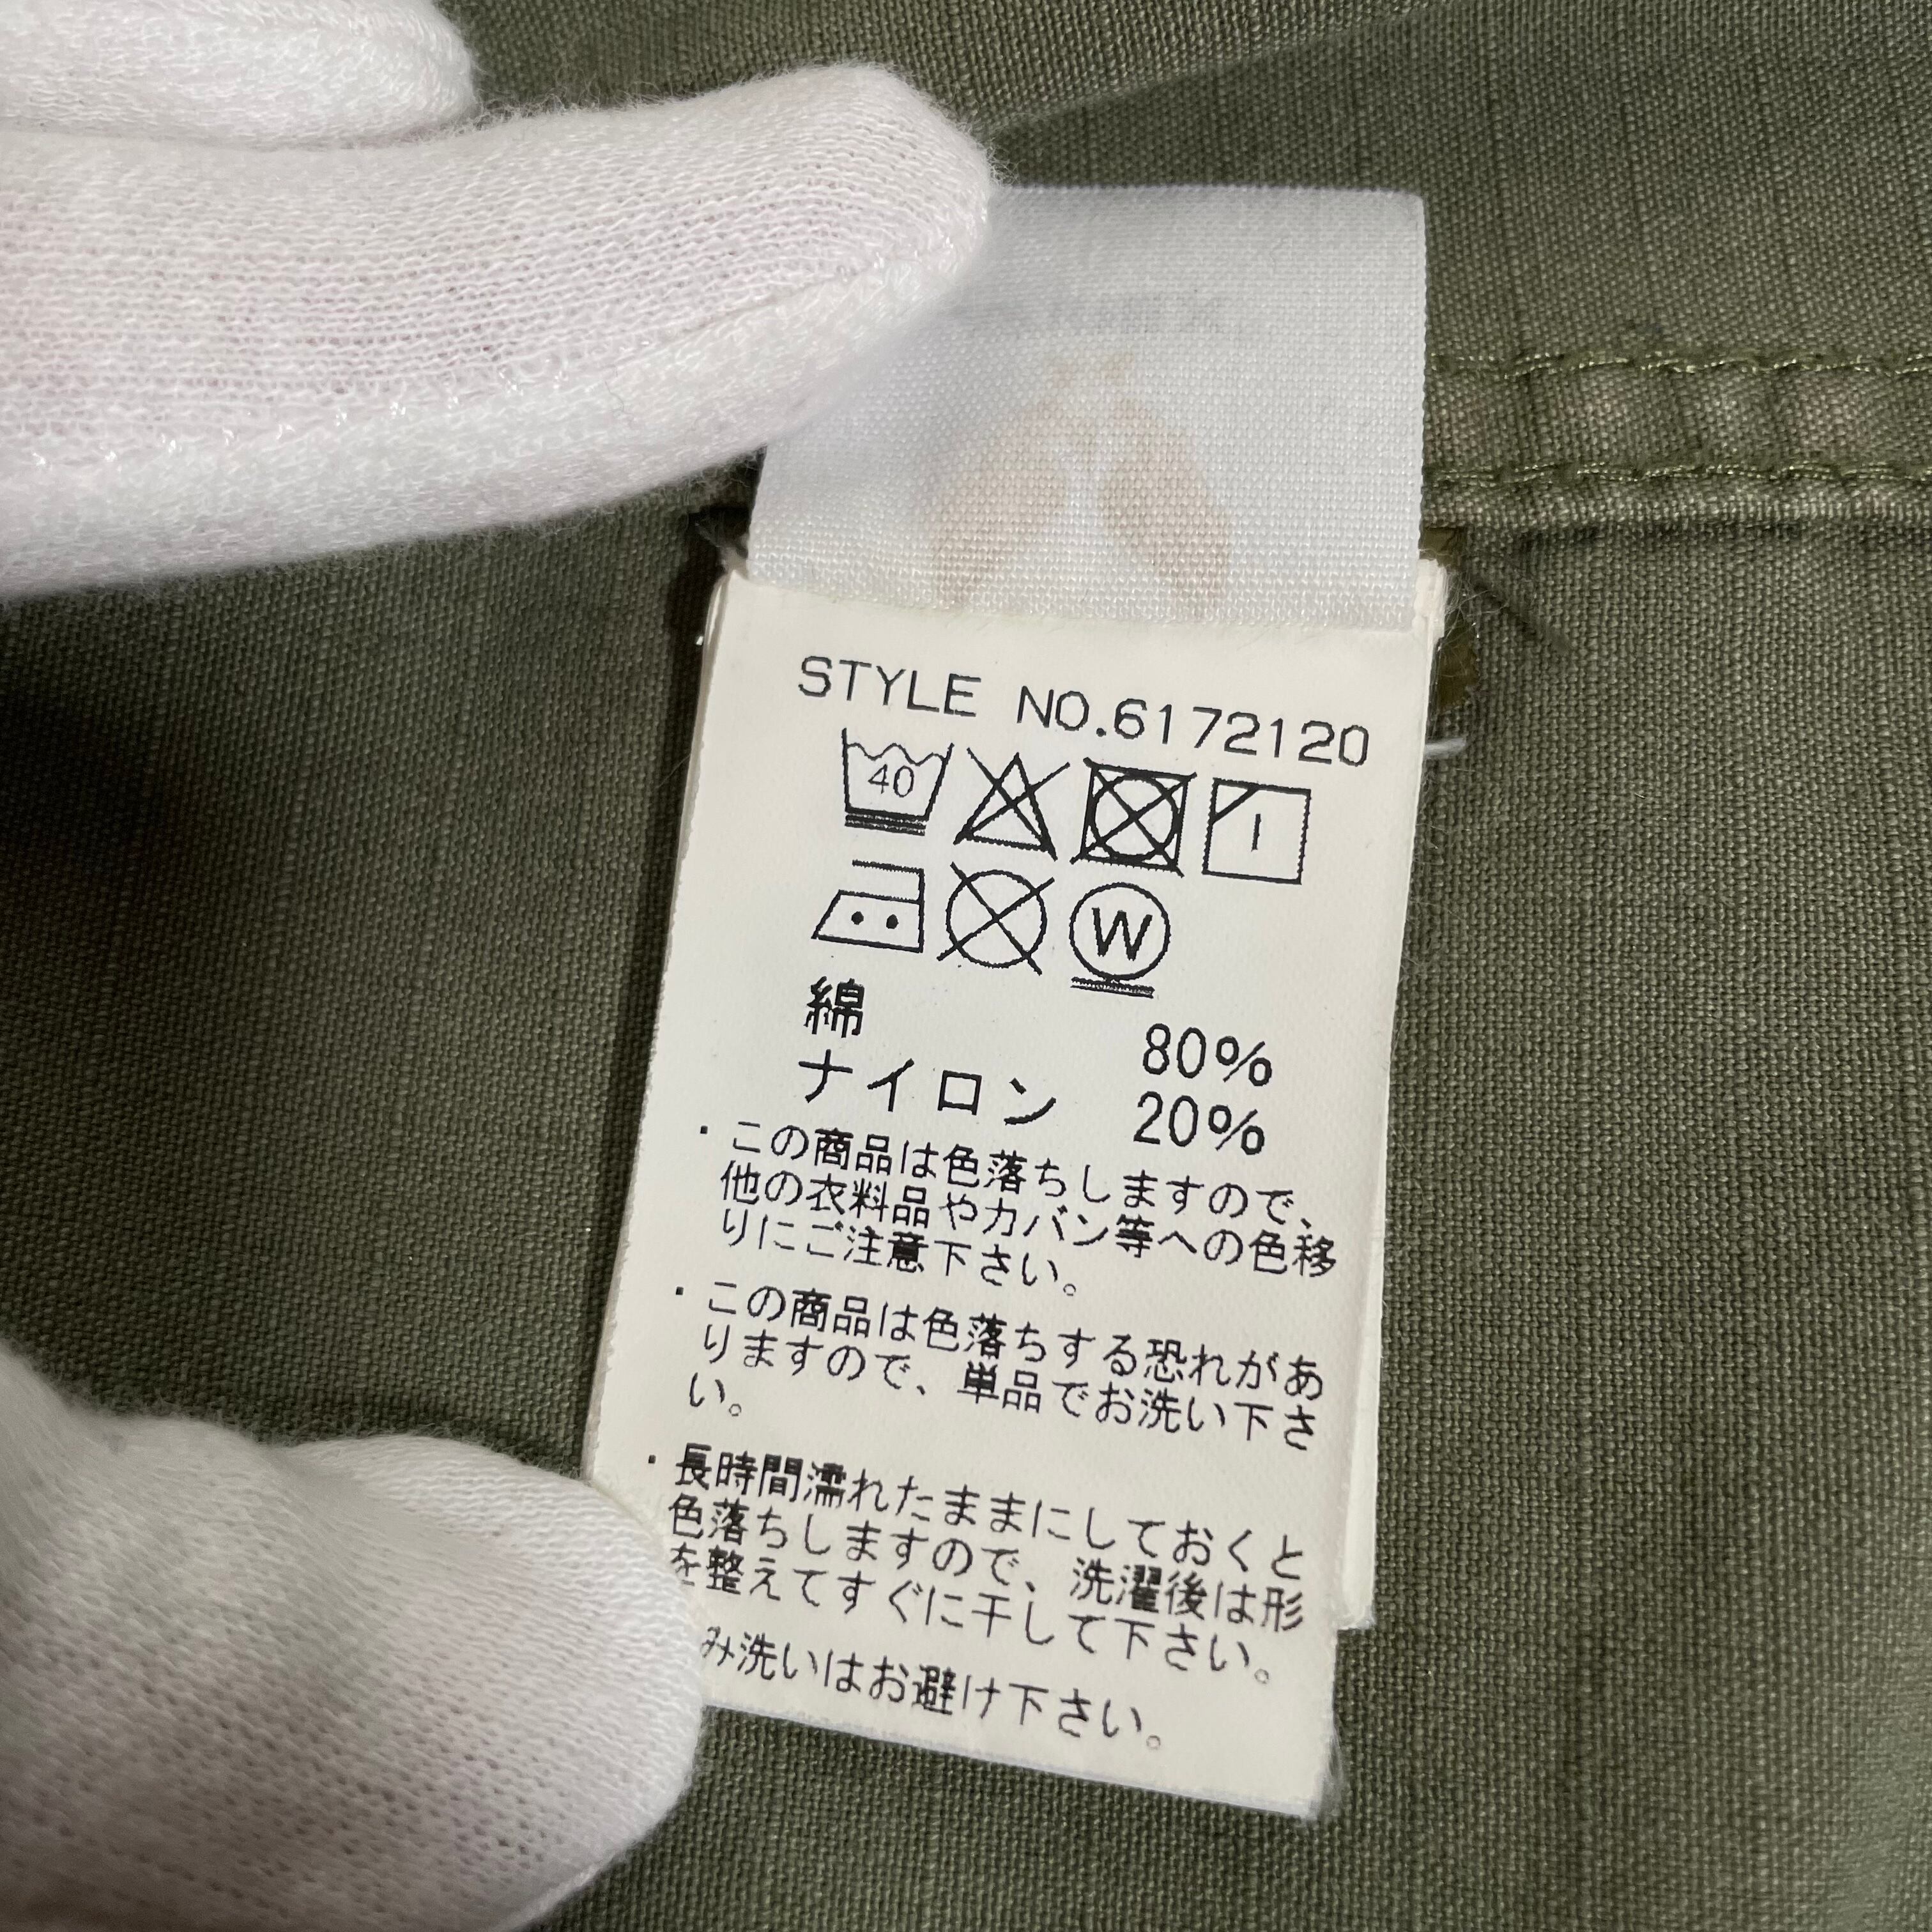 STYLE NO.6172120
40
W
綿 80%
ナイロン 20%
・この商品は色落ちしますので、
他の衣料品やカバン等への色移
りにご注意下さい。
・この商品は色落ちする恐れがあ
りますので、単品でお洗い下さ
い。
・長時間濡れたままにしておくと
色落ちしますので、洗濯後は形
を整えてすぐに干して下さい。
み洗いはお避け下さい。